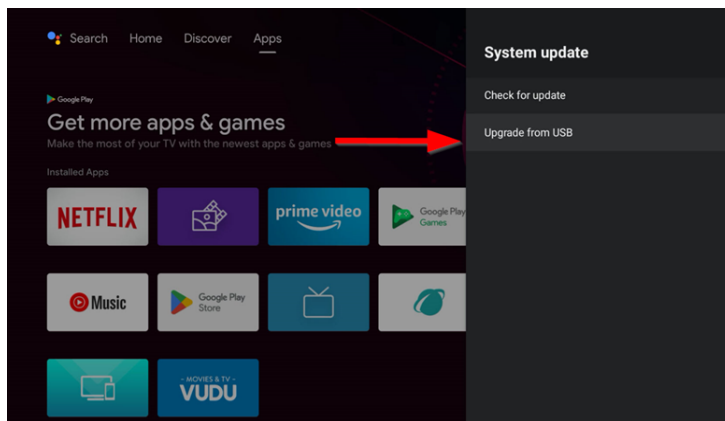 Search Home Discover Apps
Google Play
Get more apps & games
Make the most of your TV with the newest apps & games
Installed Apps
NETFLIX
prime video
Google Play
Games
Music
Google Play
Store
- MOVIES & TV -
VUDU
System update
Check for update
Upgrade from USB